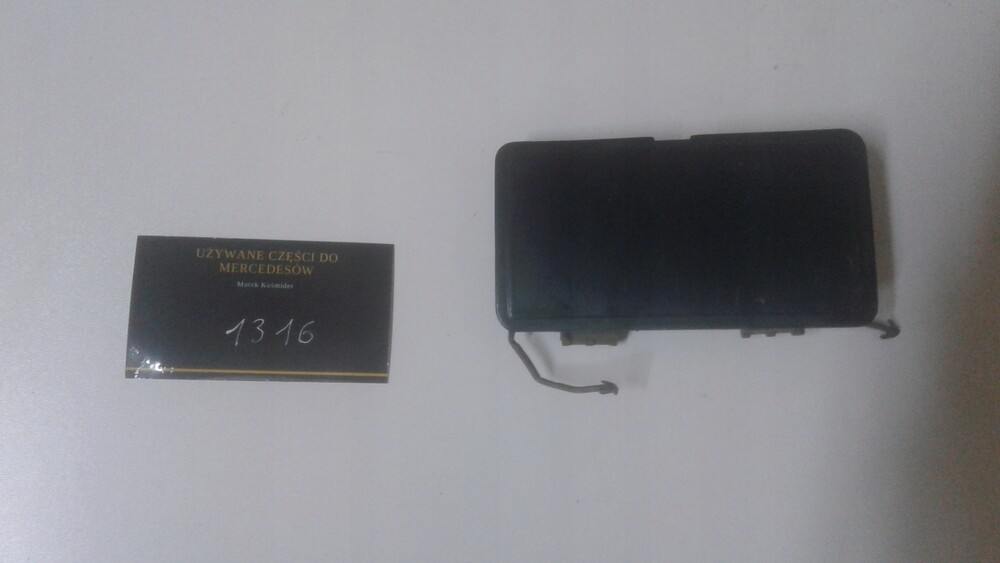 UŻYWANE CZĘŚCI DO
MERCEDESÓW
Marek Kuśmider
1316